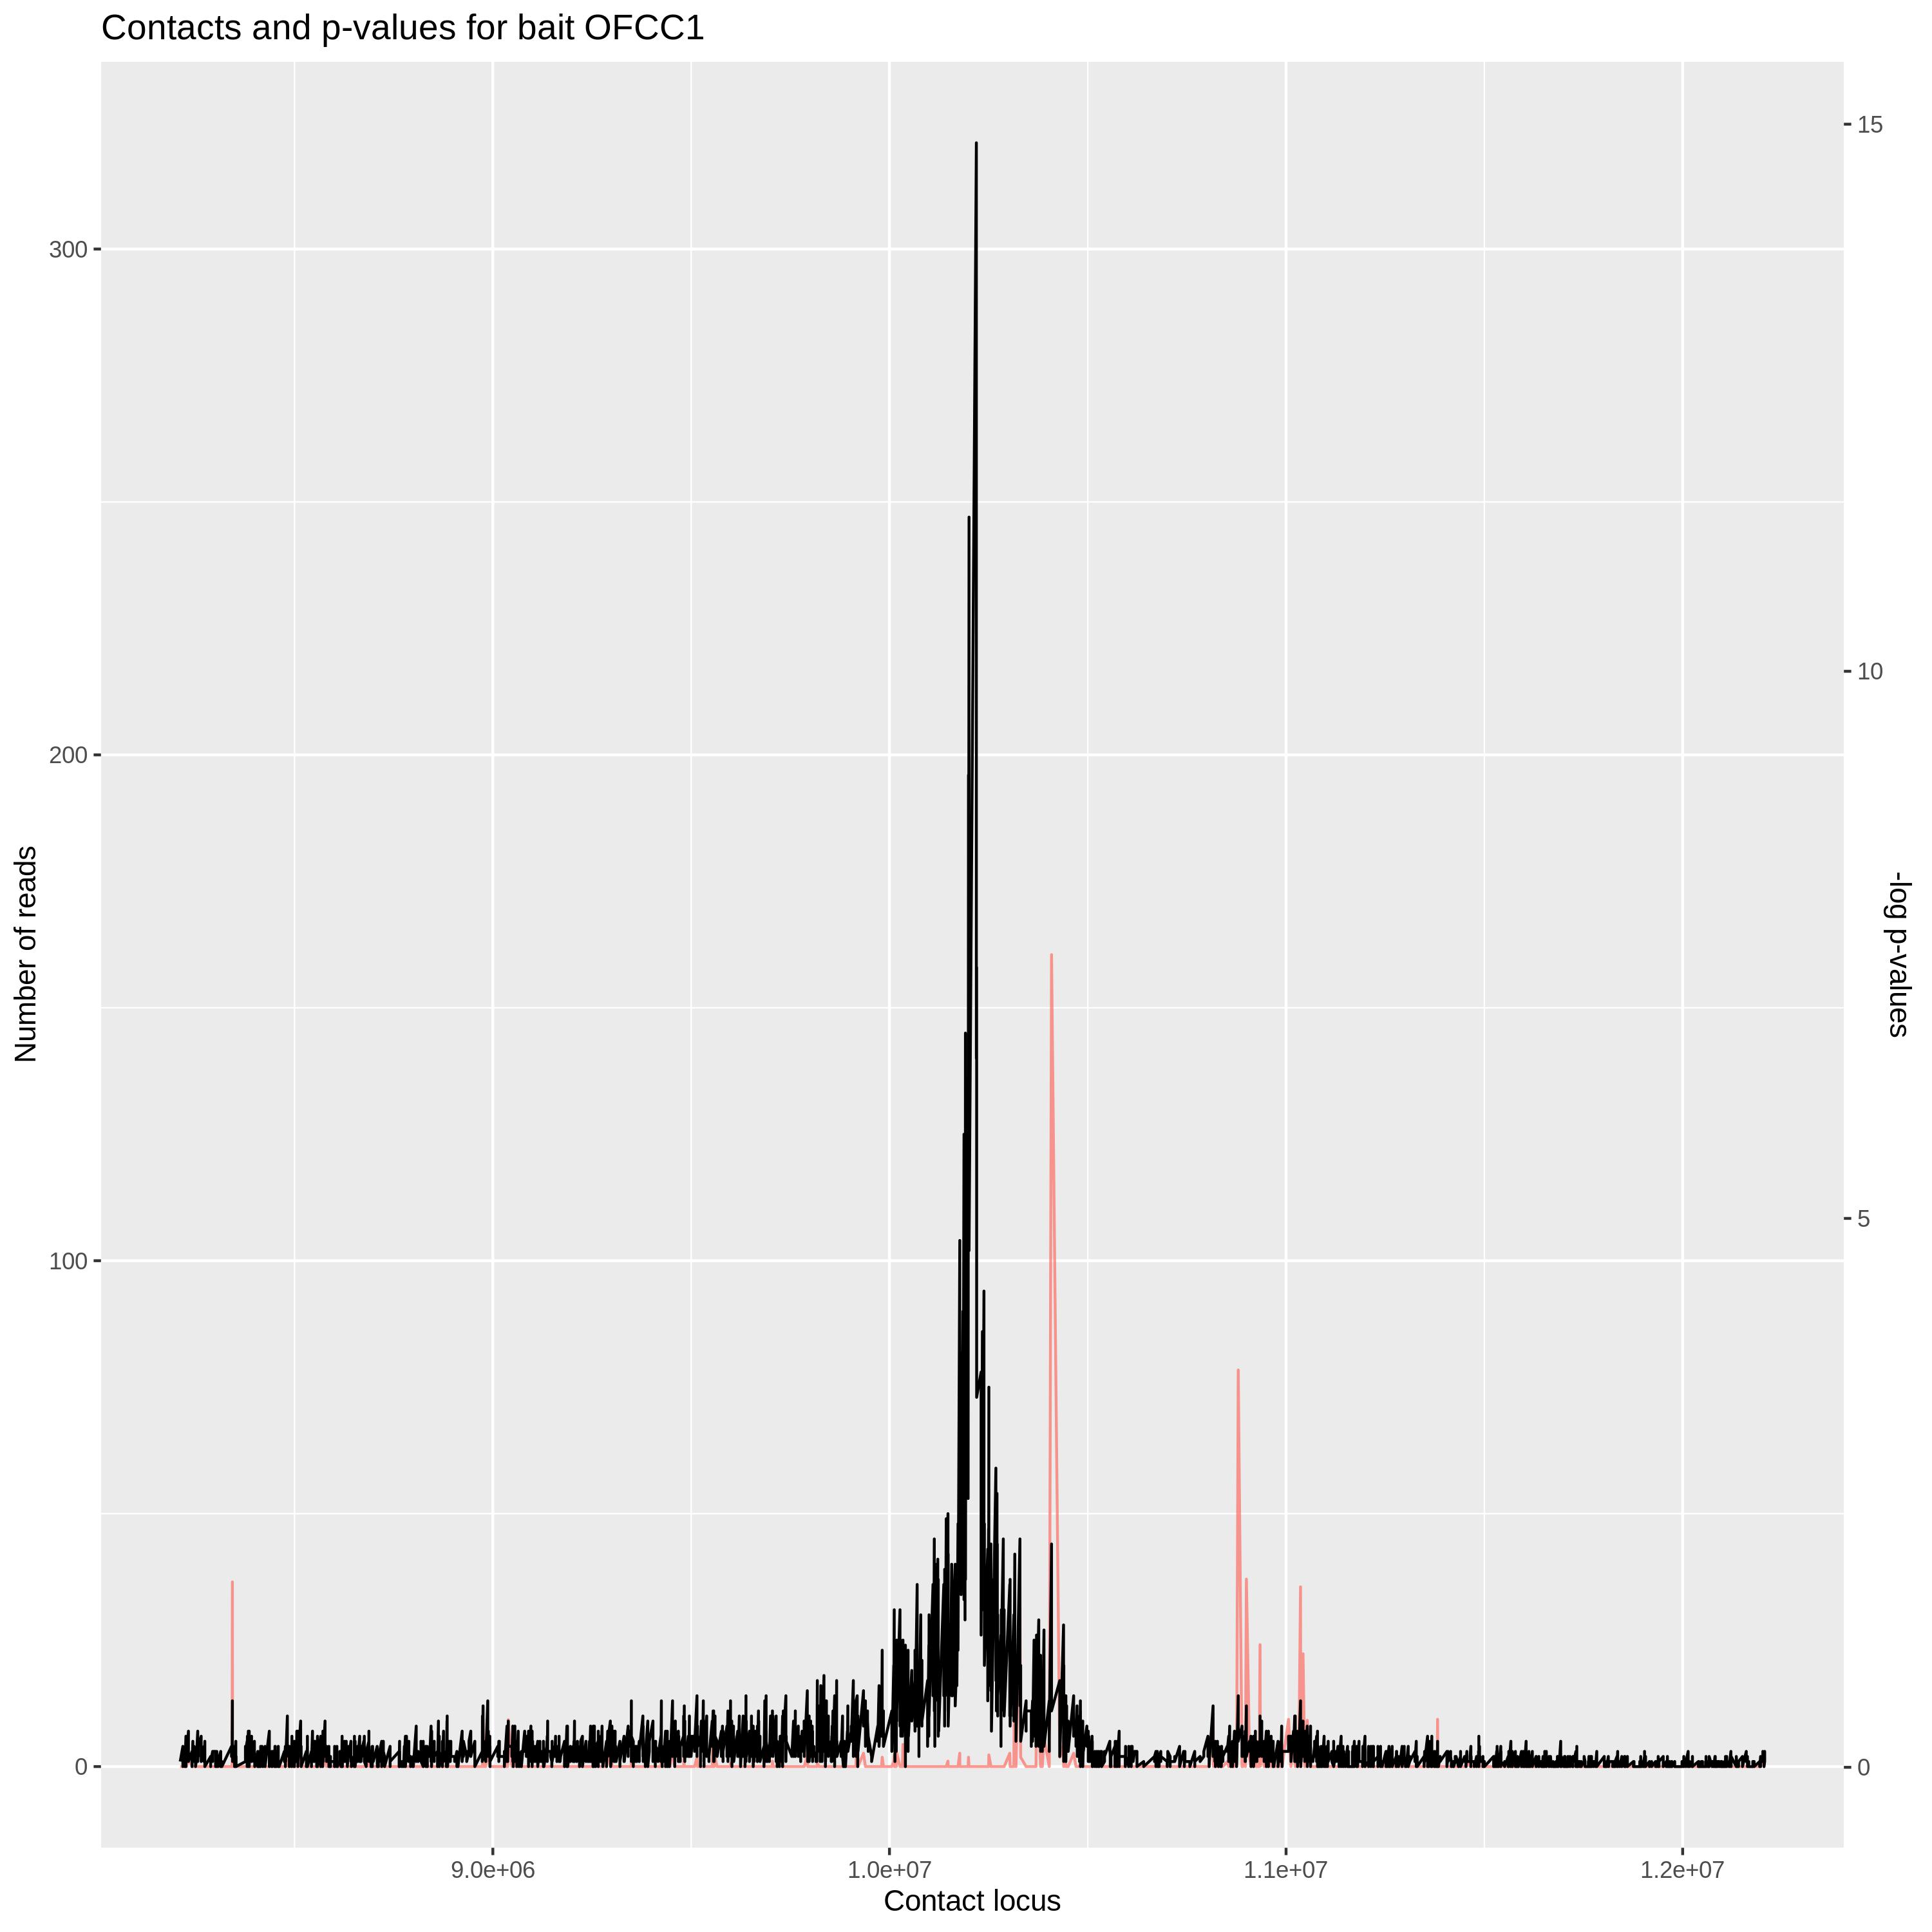 Contacts and p-values for bait OFCC1
15
300
10
200
Number of reads
-log p-values
5
100
0
0
9.0e+06
1.0e+07
1.1e+07
1.2e+07
Contact locus